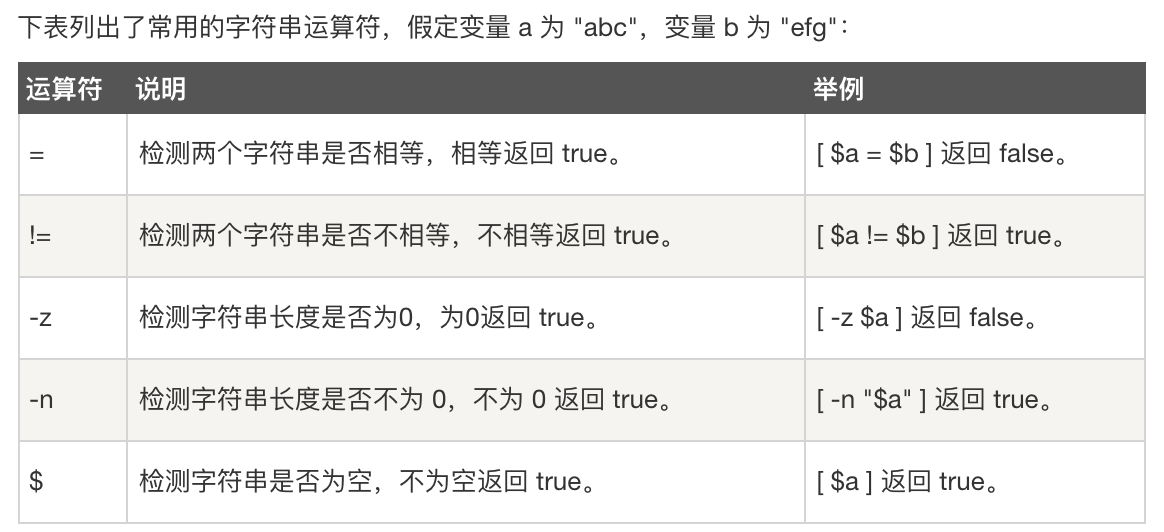 下表列出了常用的字符串运算符，假定变量 a 为 "abc"，变量 b 为 "efg"：
运算符 说明 举例
= 检测两个字符串是否相等，相等返回 true。 [ $a = $b ] 返回 false。
!= 检测两个字符串是否不相等，不相等返回 true。 [ $a != $b ] 返回 true。
-z 检测字符串长度是否为0，为0返回 true。 [ -z $a ] 返回 false。
-n 检测字符串长度是否不为 0，不为 0 返回 true。 [ -n "$a" ] 返回 true。
$ 检测字符串是否为空，不为空返回 true。 [ $a ] 返回 true。